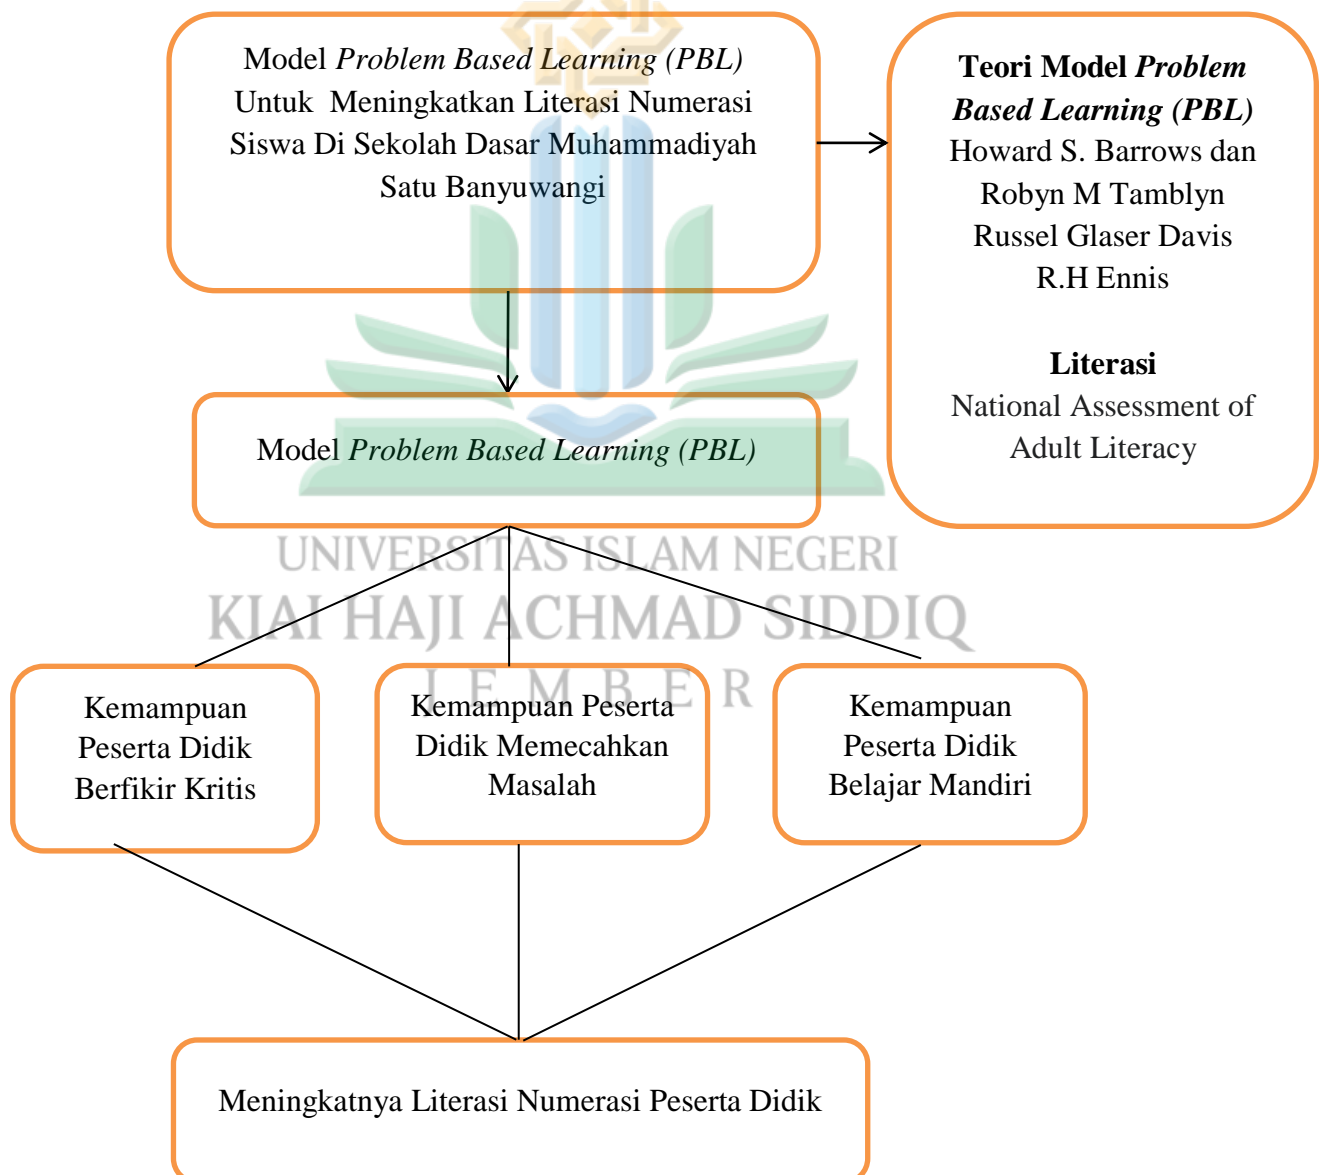 Model Problem Based Learning (PBL)
Untuk Meningkatkan Literasi Numerasi
Siswa Di Sekolah Dasar Muhammadiyah
Satu Banyuwangi
Teori Model Problem
Based Learning (PBL)
Howard S. Barrows dan
Robyn M Tamblyn
Russel Glaser Davis
R.H Ennis
Literasi
National Assessment of
Adult Literacy
Model Problem Based Learning (PBL)
UNIVERSITAS ISLAM NEGERI
KIAI HAJI ACHMAD SIDDIQ
JEMBER
Kemampuan
Peserta Didik
Berfikir Kritis
Kemampuan Peserta
Didik Memecahkan
Masalah
Kemampuan
Peserta Didik
Belajar Mandiri
Meningkatnya Literasi Numerasi Peserta Didik